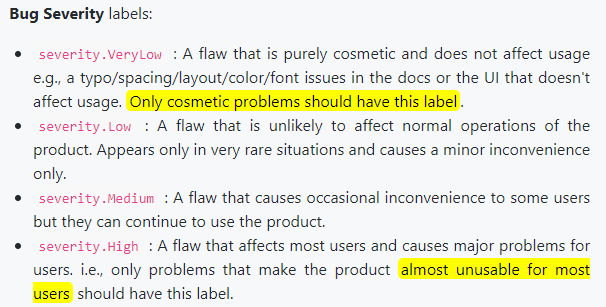 Bug Severity labels:
• severity.VeryLow : A flaw that is purely cosmetic and does not affect usage
e.g., a typo/spacing/layout/color/font issues in the docs or the UI that doesn't
affect usage. Only cosmetic problems should have this label.
• severity.Low : A flaw that is unlikely to affect normal operations of the
product. Appears only in very rare situations and causes a minor inconvenience
only.
• severity.Medium : A flaw that causes occasional inconvenience to some users
but they can continue to use the product.
• severity.High : A flaw that affects most users and causes major problems for
users. i.e., only problems that make the product almost unusable for most
users should have this label.